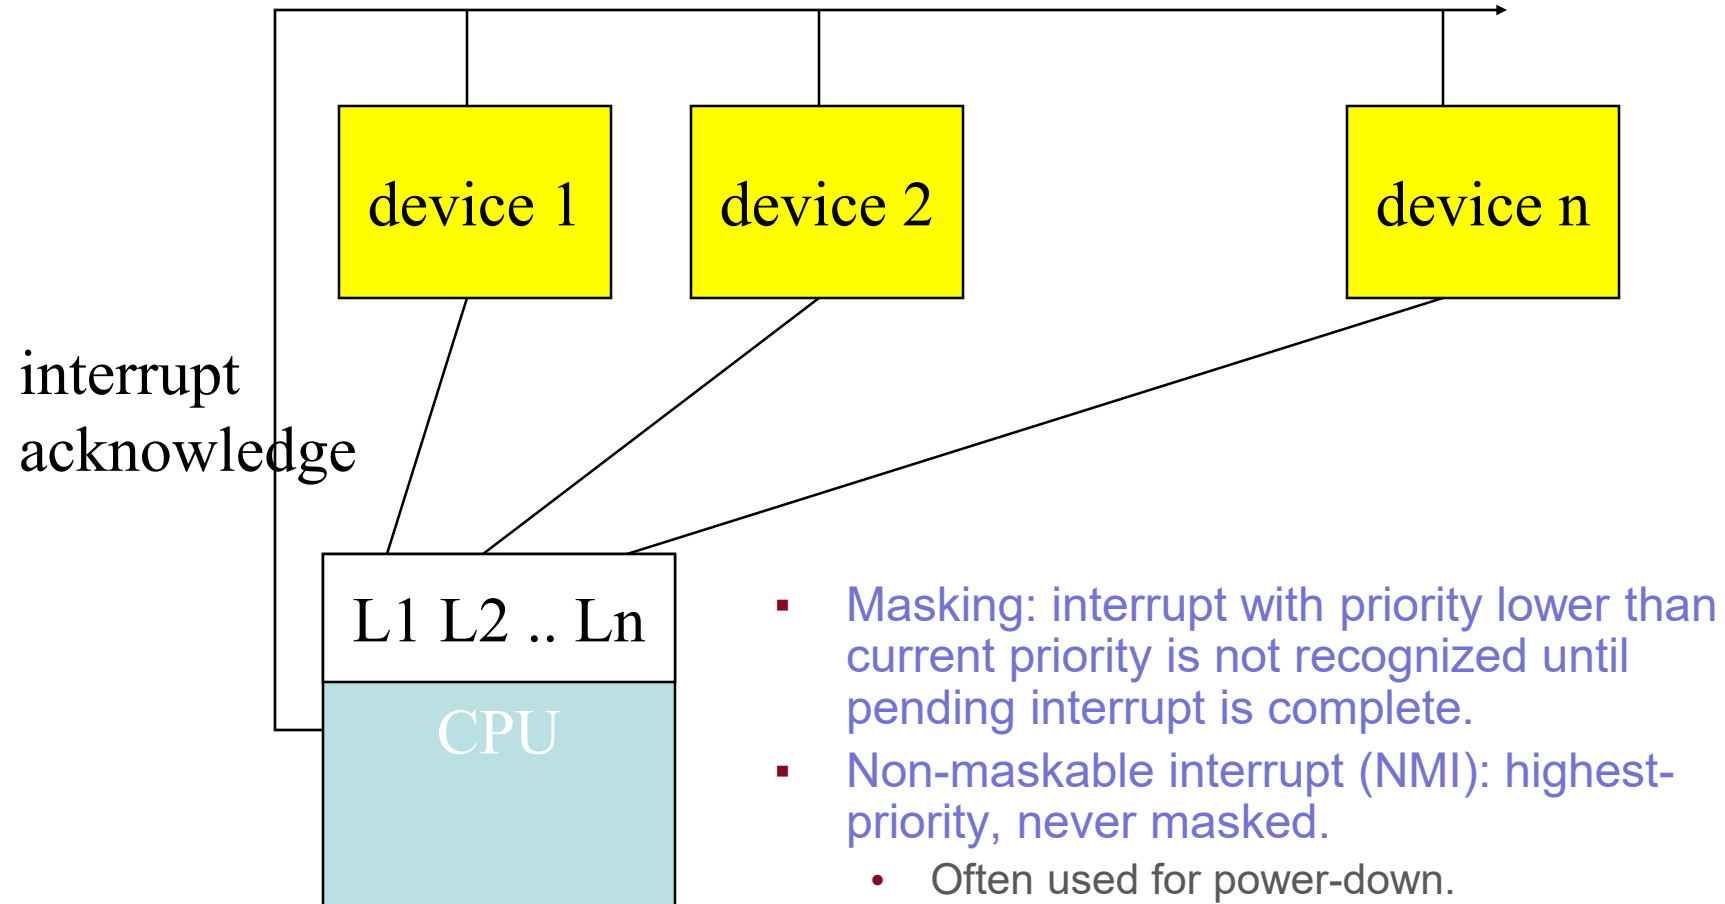 device 1
device 2
device n
interrupt
acknowledge
L1 L2 .. Ln
CPU
▪ Masking: interrupt with priority lower than
current priority is not recognized until
pending interrupt is complete.
▪ Non-maskable interrupt (NMI): highest-
priority, never masked.
• Often used for power-down.